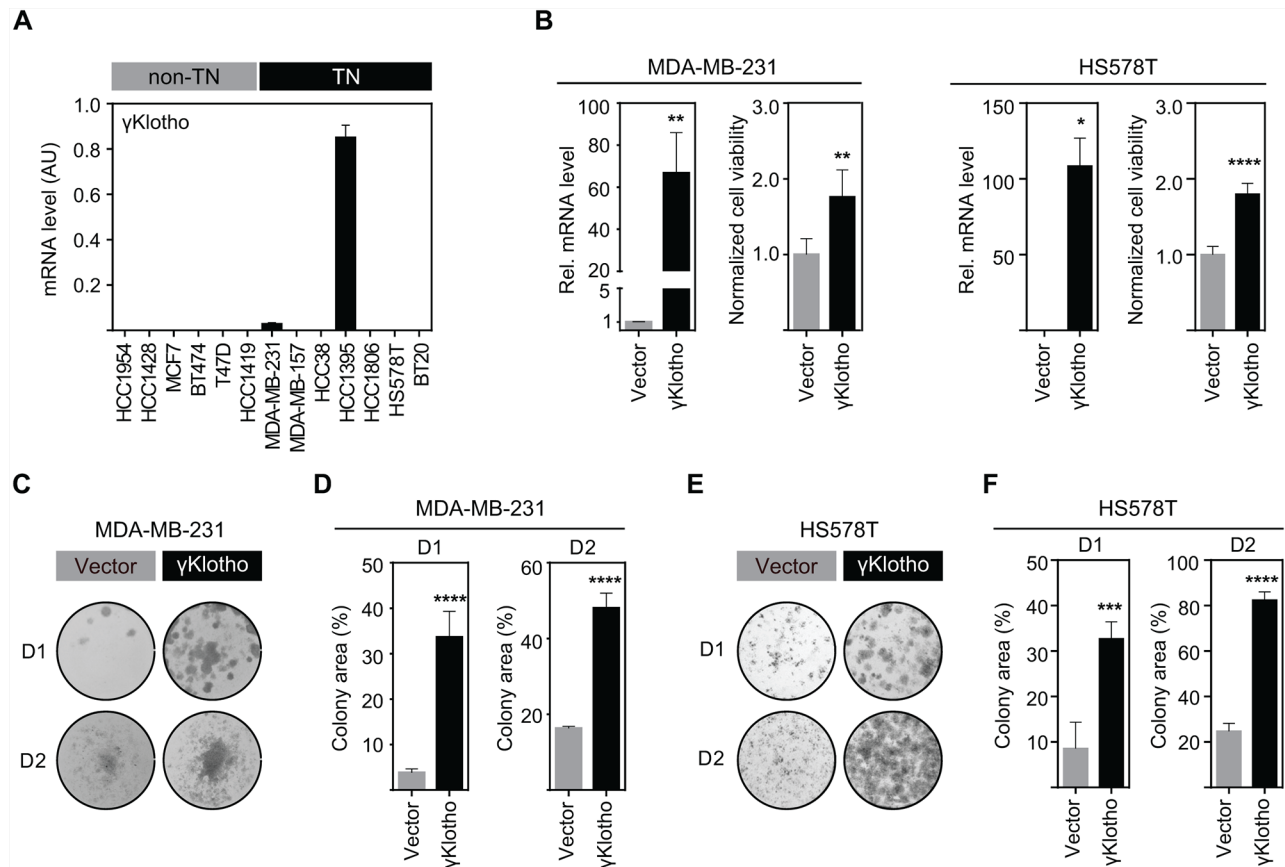 A
non-TN
TN
γKlotho
mRNA level (AU)
1.0
0.8
0.6
0.4
0.2
HCC1954
HCC1428
MCF7
BT474
T47D
HCC1419
MDA-MB-231
MDA-MB-157
HCC38
HCC1395
HCC1806
HS578T
BT20
B
MDA-MB-231
Rel. mRNA level
100
80
60
40
20
5
1
**
Vector
γKlotho
Normalized cell viability
3.0
2.0
1.0
**
Vector
γKlotho
HS578T
Rel. mRNA level
150
100
50
*
Vector
γKlotho
Normalized cell viability
3.0
2.0
1.0
****
Vector
γKlotho
C
MDA-MB-231
Vector
γKlotho
D1
D2
D
MDA-MB-231
D1
Colony area (%)
50
40
30
20
10
****
Vector
γKlotho
D2
Colony area (%)
60
40
20
****
Vector
γKlotho
E
HS578T
Vector
γKlotho
D1
D2
F
HS578T
D1
Colony area (%)
50
40
30
20
10
***
Vector
γKlotho
D2
Colony area (%)
100
80
60
40
20
****
Vector
γKlotho